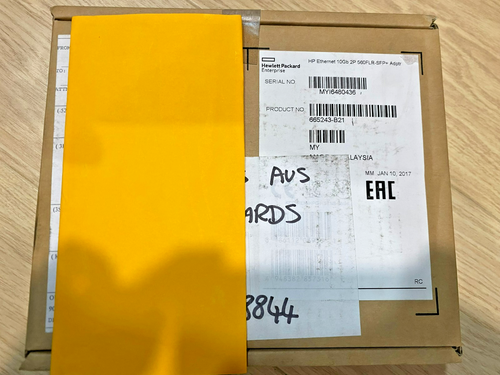 Hewlett Packard
Enterprise
HP Ethernet 10Gb 2P 560FLR-SFP+ Adptr
SERIAL NO.
MYI6460436
PRODUCT NO.
665243-B21
MY
ALAYSIA
MM JAN 10, 2017
EAC
AUS
ARDS
8844
RC